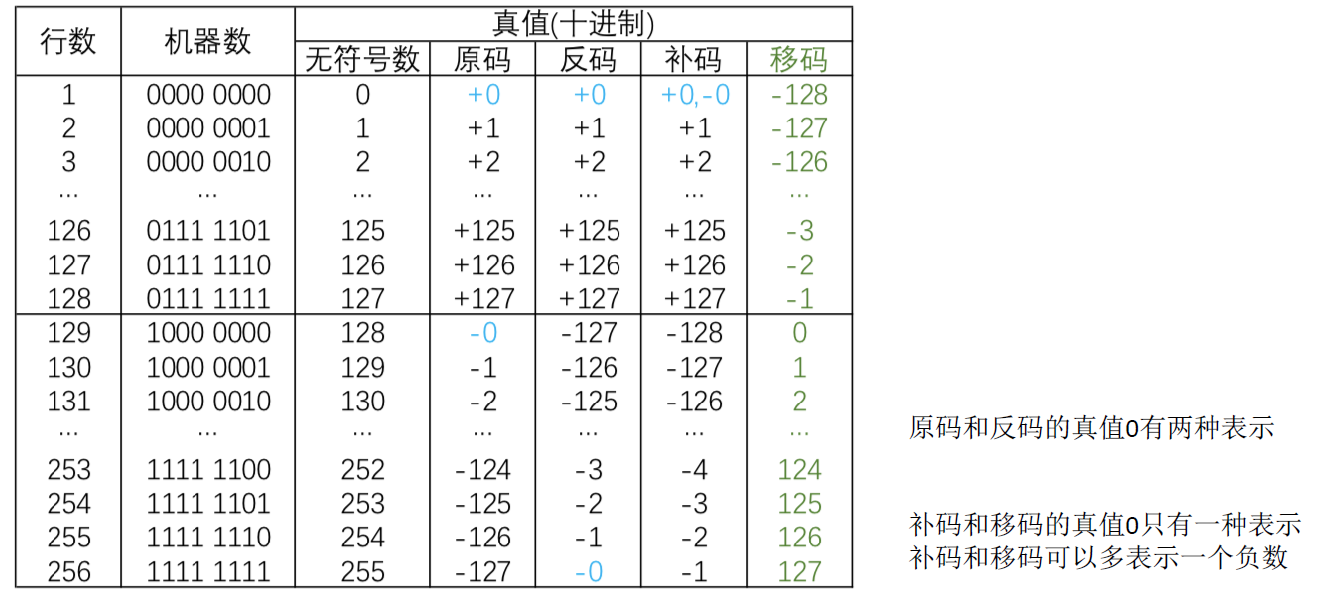 行数 机器数 真值(十进制)
无符号数 原码 反码 补码 移码
1 0000 0000 0 +0 +0 +0,-0 -128
2 0000 0001 1 +1 +1 +1 -127
3 0000 0010 2 +2 +2 +2 -126
... ... ... ... ... ... ...
126 0111 1101 125 +125 +125 +125 -3
127 0111 1110 126 +126 +126 +126 -2
128 0111 1111 127 +127 +127 +127 -1
129 1000 0000 128 -0 -127 -128 0
130 1000 0001 129 -1 -126 -127 1
131 1000 0010 130 -2 -125 -126 2
... ... ... ... ... ... ...
253 1111 1100 252 -124 -3 -4 124
254 1111 1101 253 -125 -2 -3 125
255 1111 1110 254 -126 -1 -2 126
256 1111 1111 255 -127 -0 -1 127
原码和反码的真值0有两种表示
补码和移码的真值0只有一种表示
补码和移码可以多表示一个负数